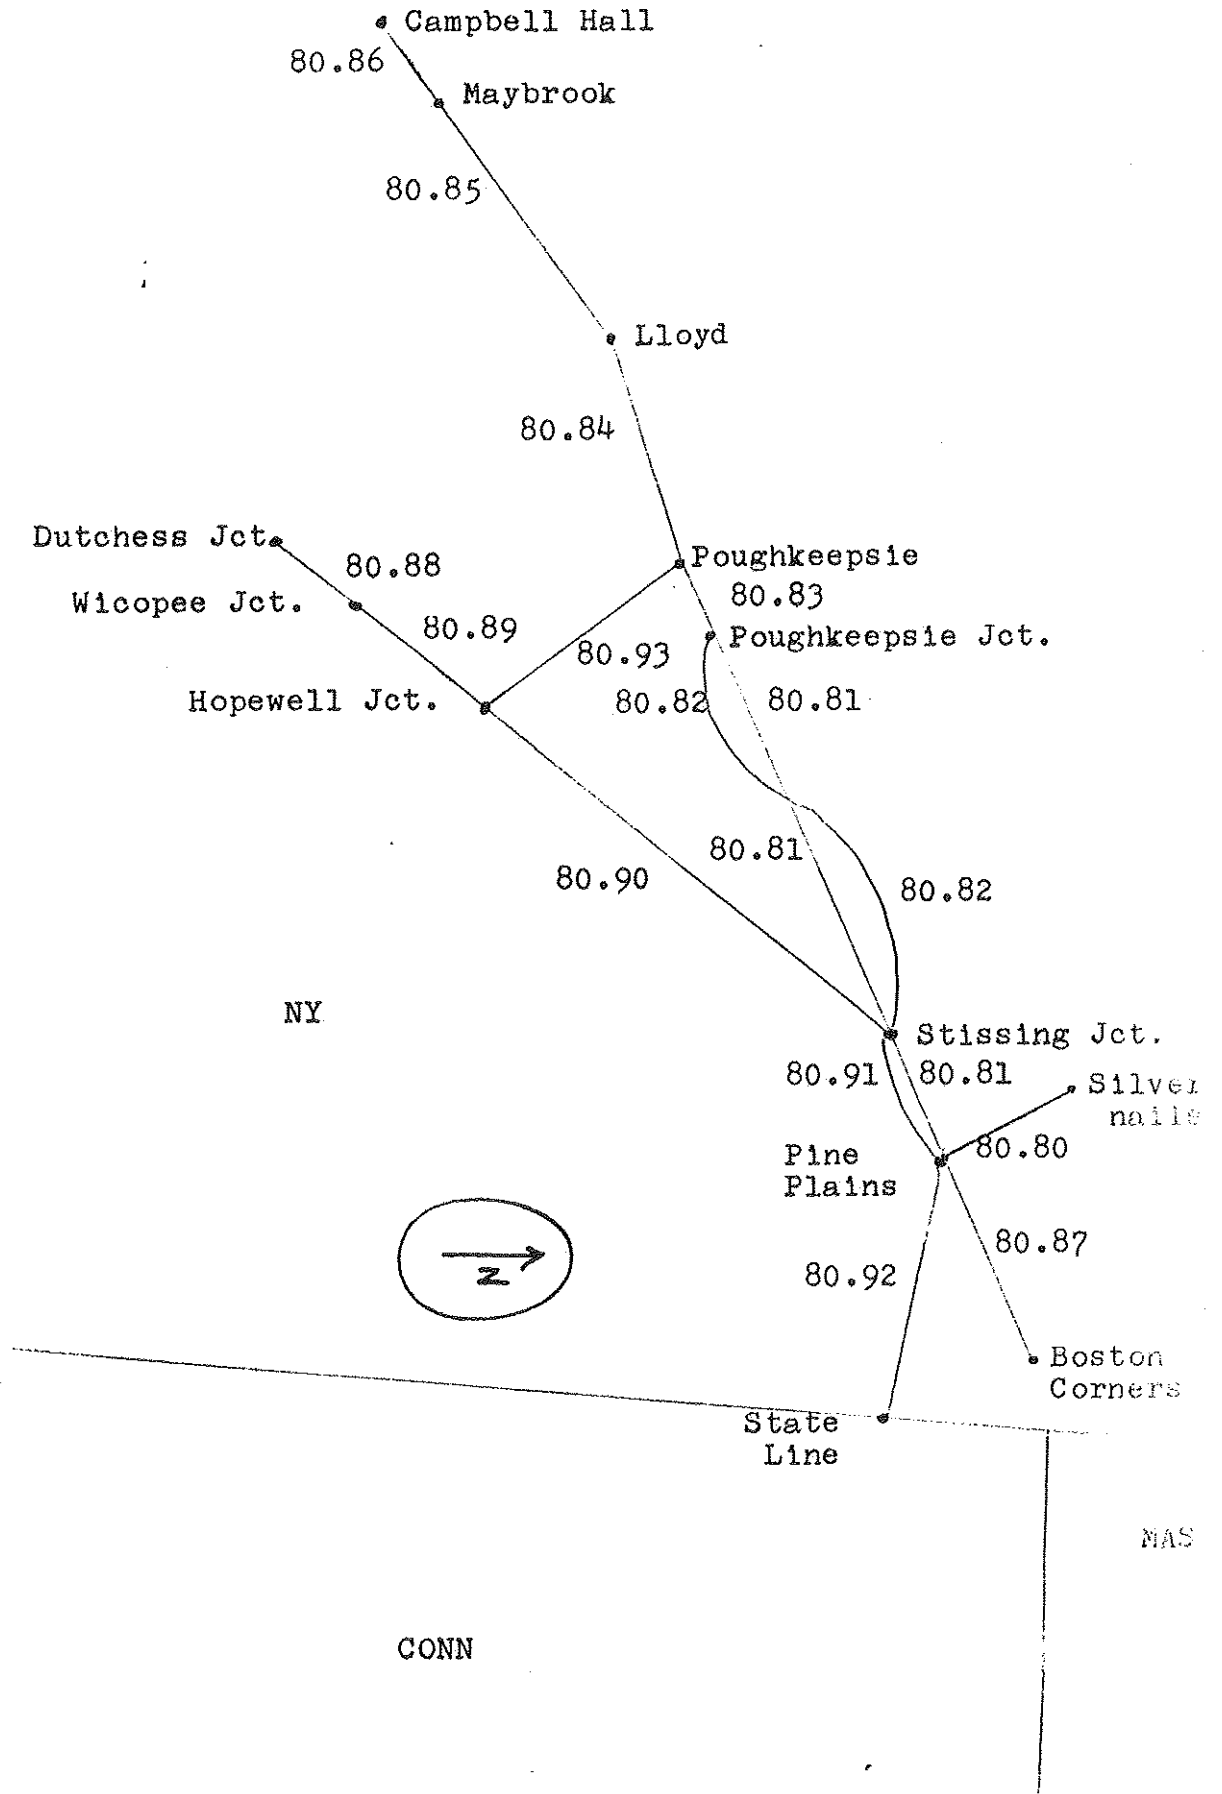 Campbell Hall
80.86
Maybrook
80.85
Lloyd
80.84
Dutchess Jct.
80.88
Poughkeepsie
80.83
Wicopee Jct.
80.89
Poughkeepsie Jct.
80.93
Hopewell Jct.
80.82
80.81
80.81
80.90
80.82
NY
Stissing Jct.
80.91
80.81
Silver
nails
80.80
Pine
Plains
80.87
N
80.92
Boston
Corners
State
Line
MAS
CONN